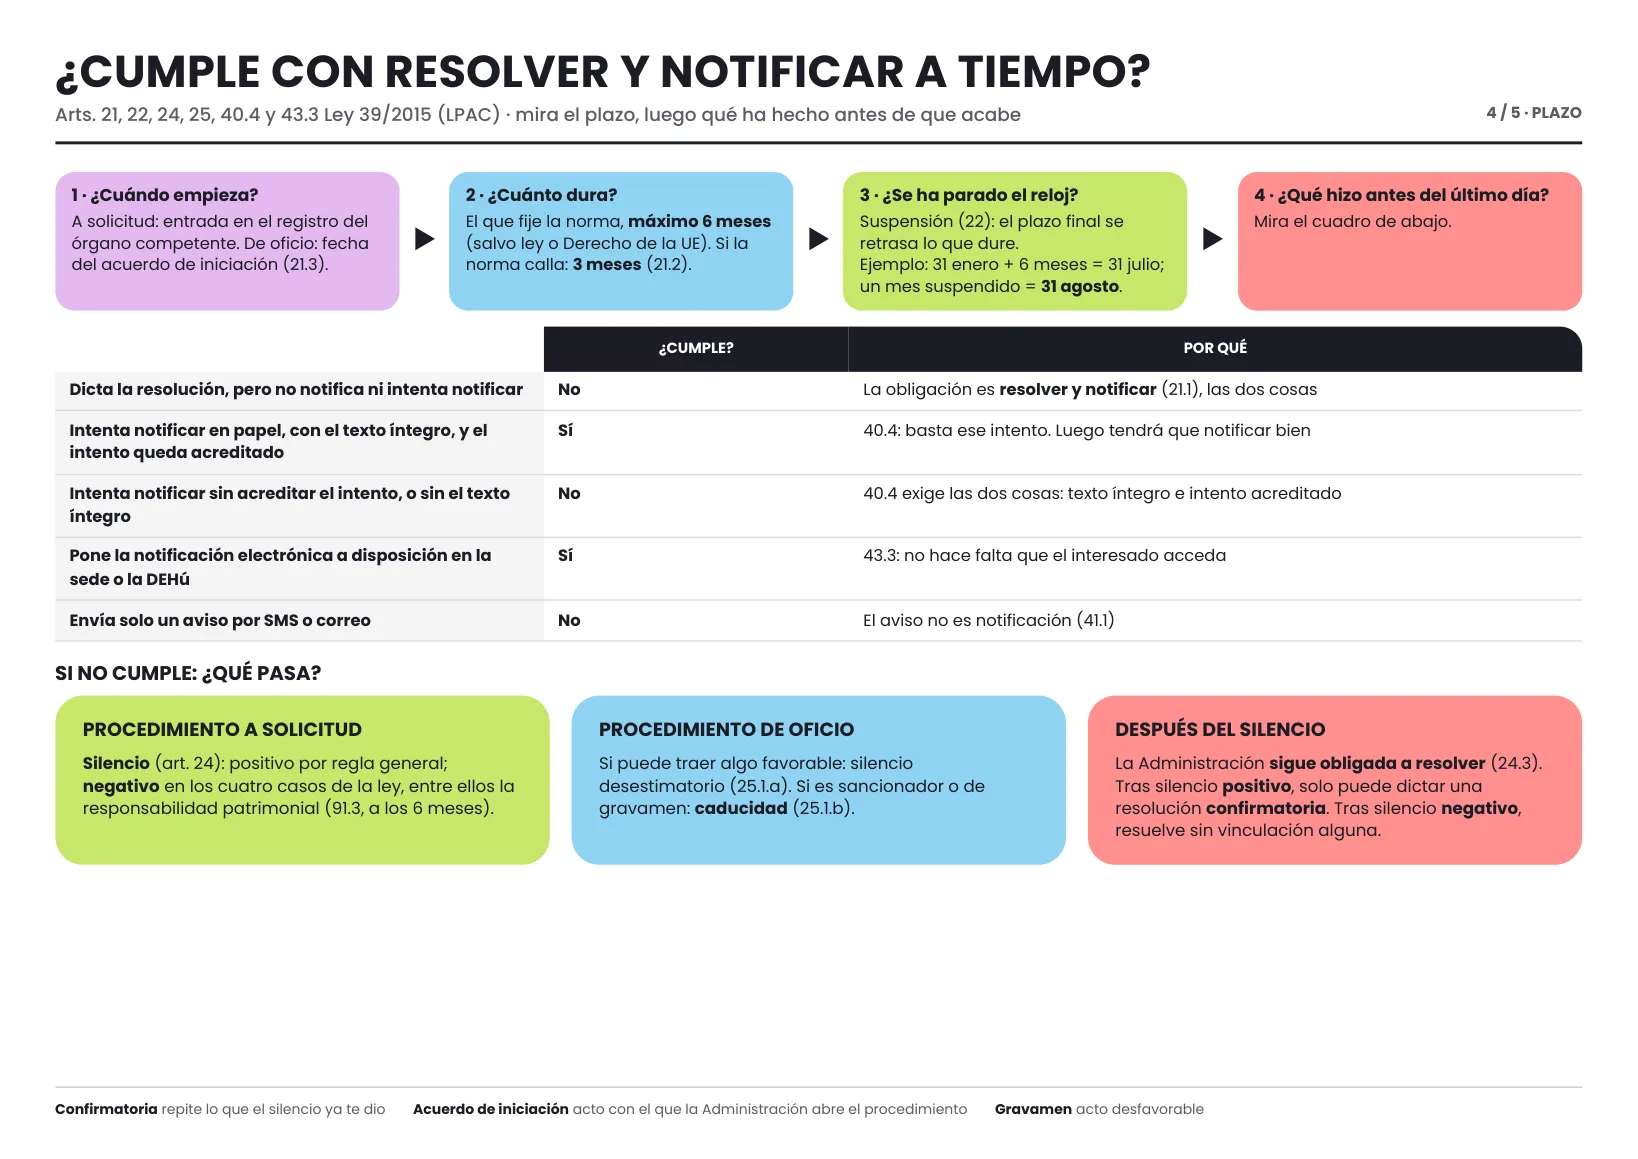 ¿CUMPLE CON RESOLVER Y NOTIFICAR A TIEMPO?
Arts. 21, 22, 24, 25, 40.4 y 43.3 Ley 39/2015 (LPAC) · mira el plazo, luego qué ha hecho antes de que acabe
4 / 5 · PLAZO
1 · ¿Cuándo empieza?
A solicitud: entrada en el registro del
órgano competente. De oficio: fecha
del acuerdo de iniciación (21.3).
2 · ¿Cuánto dura?
El que fije la norma, máximo 6 meses
(salvo ley o Derecho de la UE). Si la
norma calla: 3 meses (21.2).
3 · ¿Se ha parado el reloj?
Suspensión (22): el plazo final se
retrasa lo que dure.
Ejemplo: 31 enero + 6 meses = 31 julio;
un mes suspendido = 31 agosto.
4 · ¿Qué hizo antes del último día?
Mira el cuadro de abajo.
¿CUMPLE?
POR QUÉ
Dicta la resolución, pero no notifica ni intenta notificar
No
La obligación es resolver y notificar (21.1), las dos cosas
Intenta notificar en papel, con el texto íntegro, y el
intento queda acreditado
Sí
40.4: basta ese intento. Luego tendrá que notificar bien
Intenta notificar sin acreditar el intento, o sin el texto
íntegro
No
40.4 exige las dos cosas: texto íntegro e intento acreditado
Pone la notificación electrónica a disposición en la
sede o la DEHú
Sí
43.3: no hace falta que el interesado acceda
Envía solo un aviso por SMS o correo
No
El aviso no es notificación (41.1)
SI NO CUMPLE: ¿QUÉ PASA?
PROCEDIMIENTO A SOLICITUD
Silencio (art. 24): positivo por regla general;
negativo en los cuatro casos de la ley, entre ellos la
responsabilidad patrimonial (91.3, a los 6 meses).
PROCEDIMIENTO DE OFICIO
Si puede traer algo favorable: silencio
desestimatorio (25.1.a). Si es sancionador o de
gravamen: caducidad (25.1.b).
DESPUÉS DEL SILENCIO
La Administración sigue obligada a resolver (24.3).
Tras silencio positivo, solo puede dictar una
resolución confirmatoria. Tras silencio negativo,
resuelve sin vinculación alguna.
Confirmatoria repite lo que el silencio ya te dio Acuerdo de iniciación acto con el que la Administración abre el procedimiento Gravamen acto desfavorable